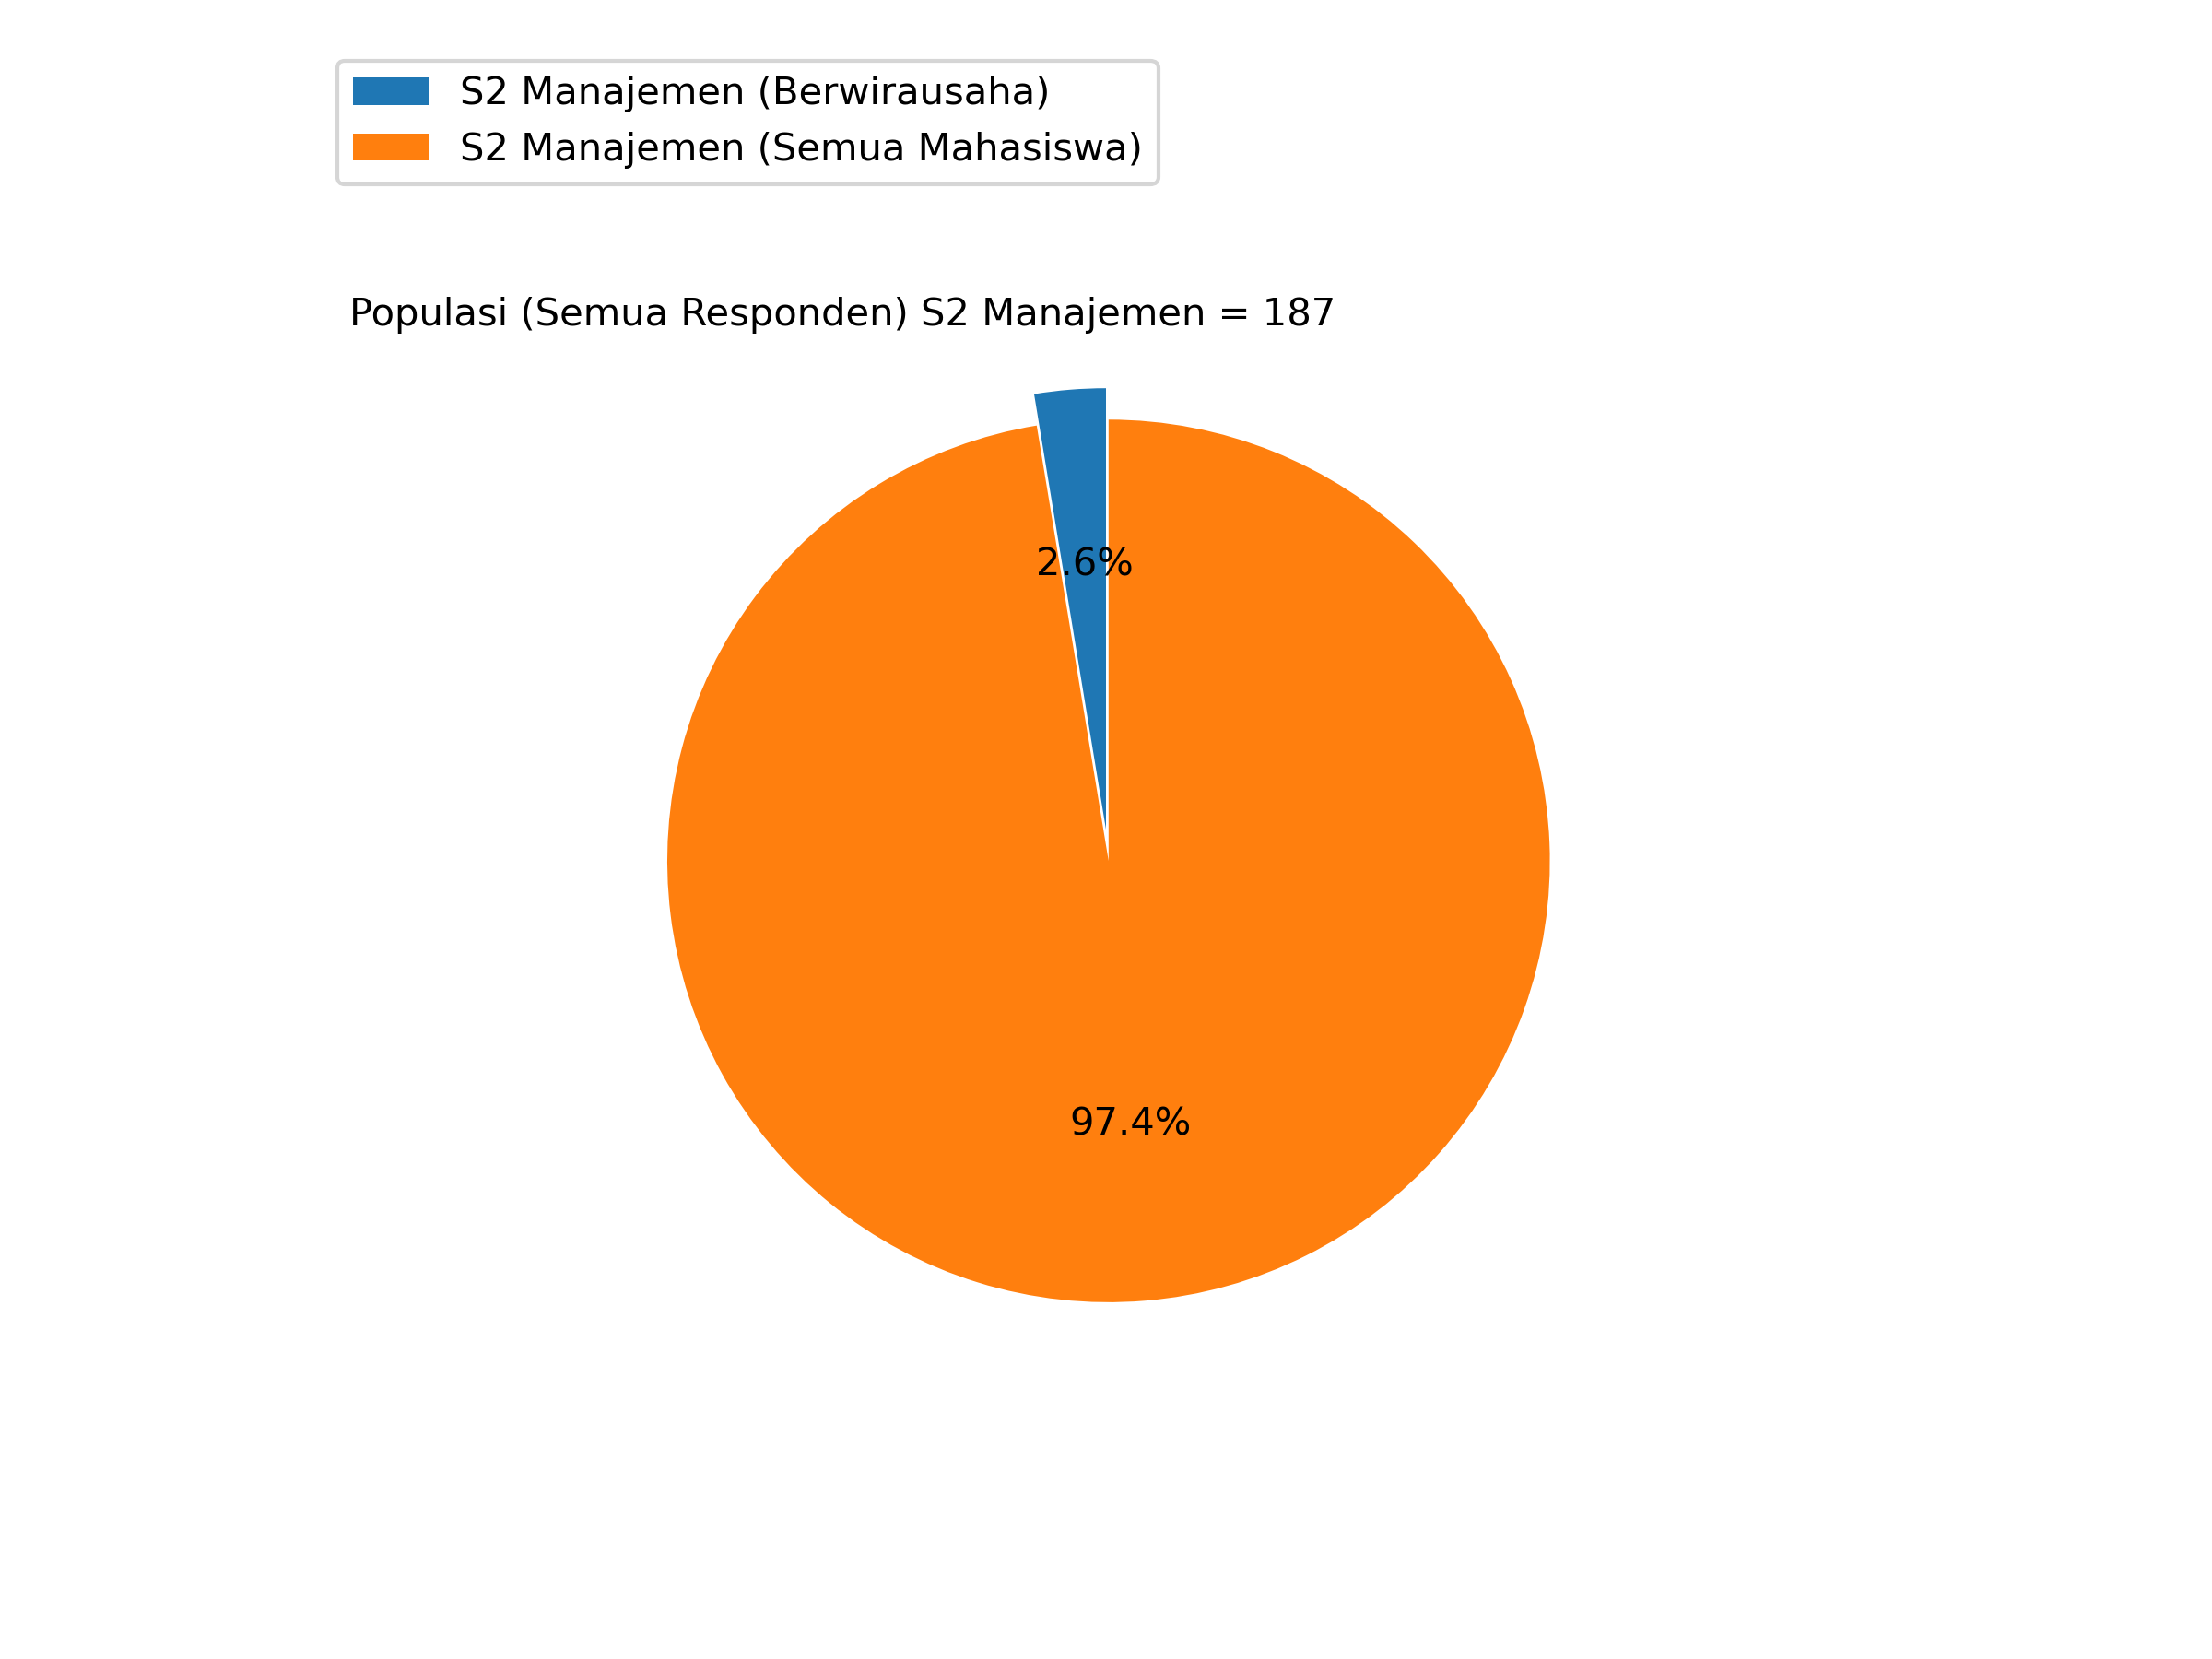 S2 Manajemen (Berwirausaha)
S2 Manajemen (Semua Mahasiswa)
Populasi (Semua Responden) S2 Manajemen = 187
2.6%
97.4%